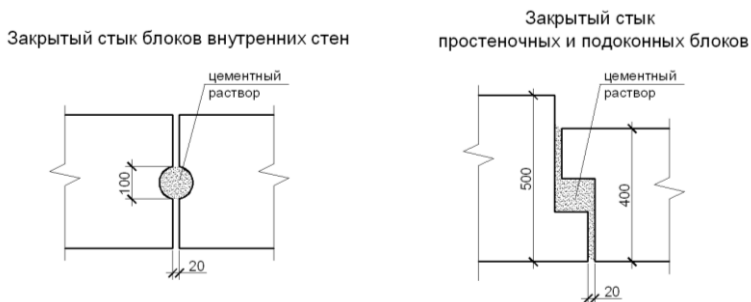 Закрытый стык блоков внутренних стен
цементный
раствор
100
20
Закрытый стык
простеночных и подоконных блоков
цементный
раствор
500
400
20